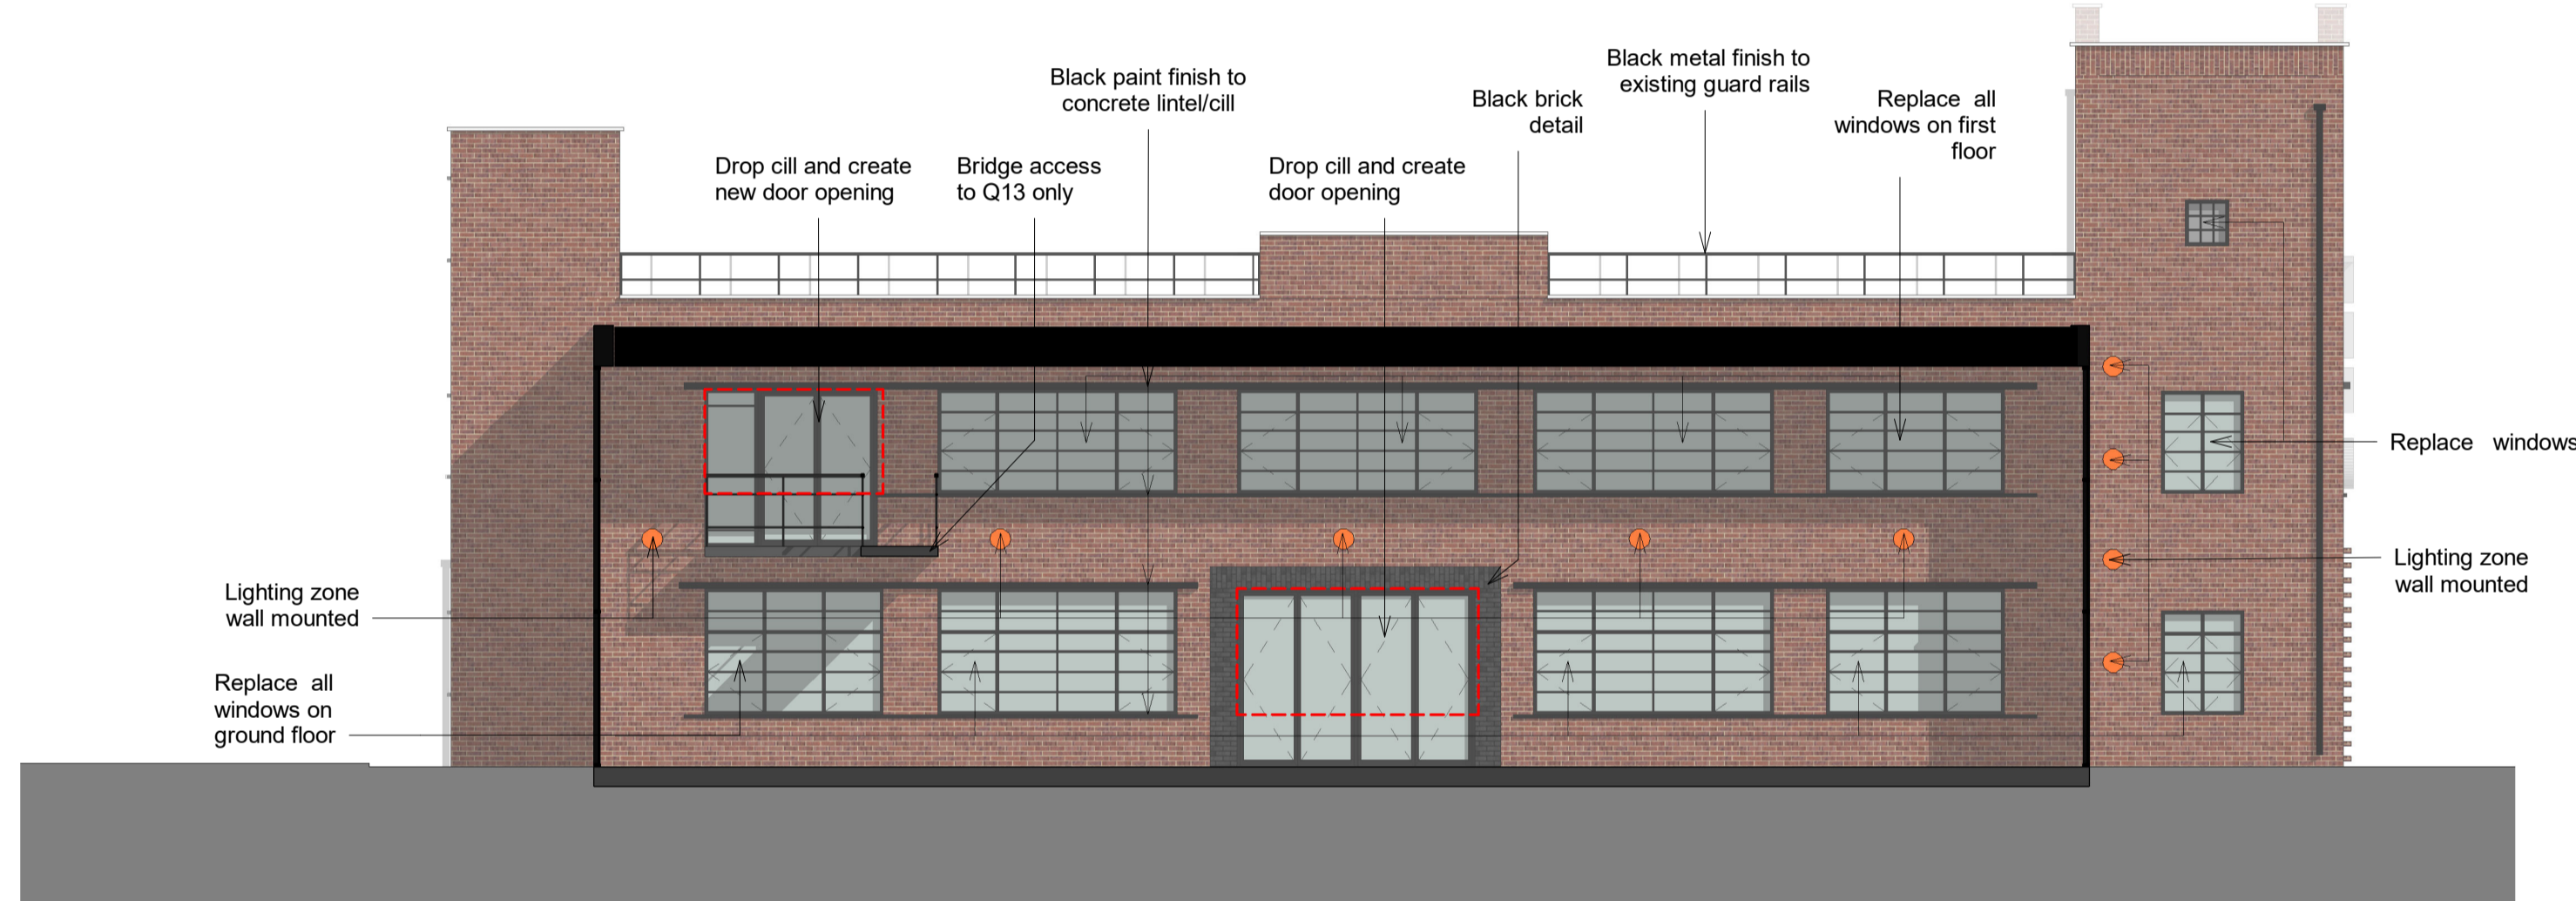 Black metal finish to
existing guard rails
Black paint finish to
concrete lintel/cill
Black brick
detail
Replace all
windows on first
floor
Drop cill and create
new door opening
Bridge access
to Q13 only
Drop cill and create
door opening
Replace windows
Lighting zone
wall mounted
Lighting zone
wall mounted
Replace all
windows on
ground floor